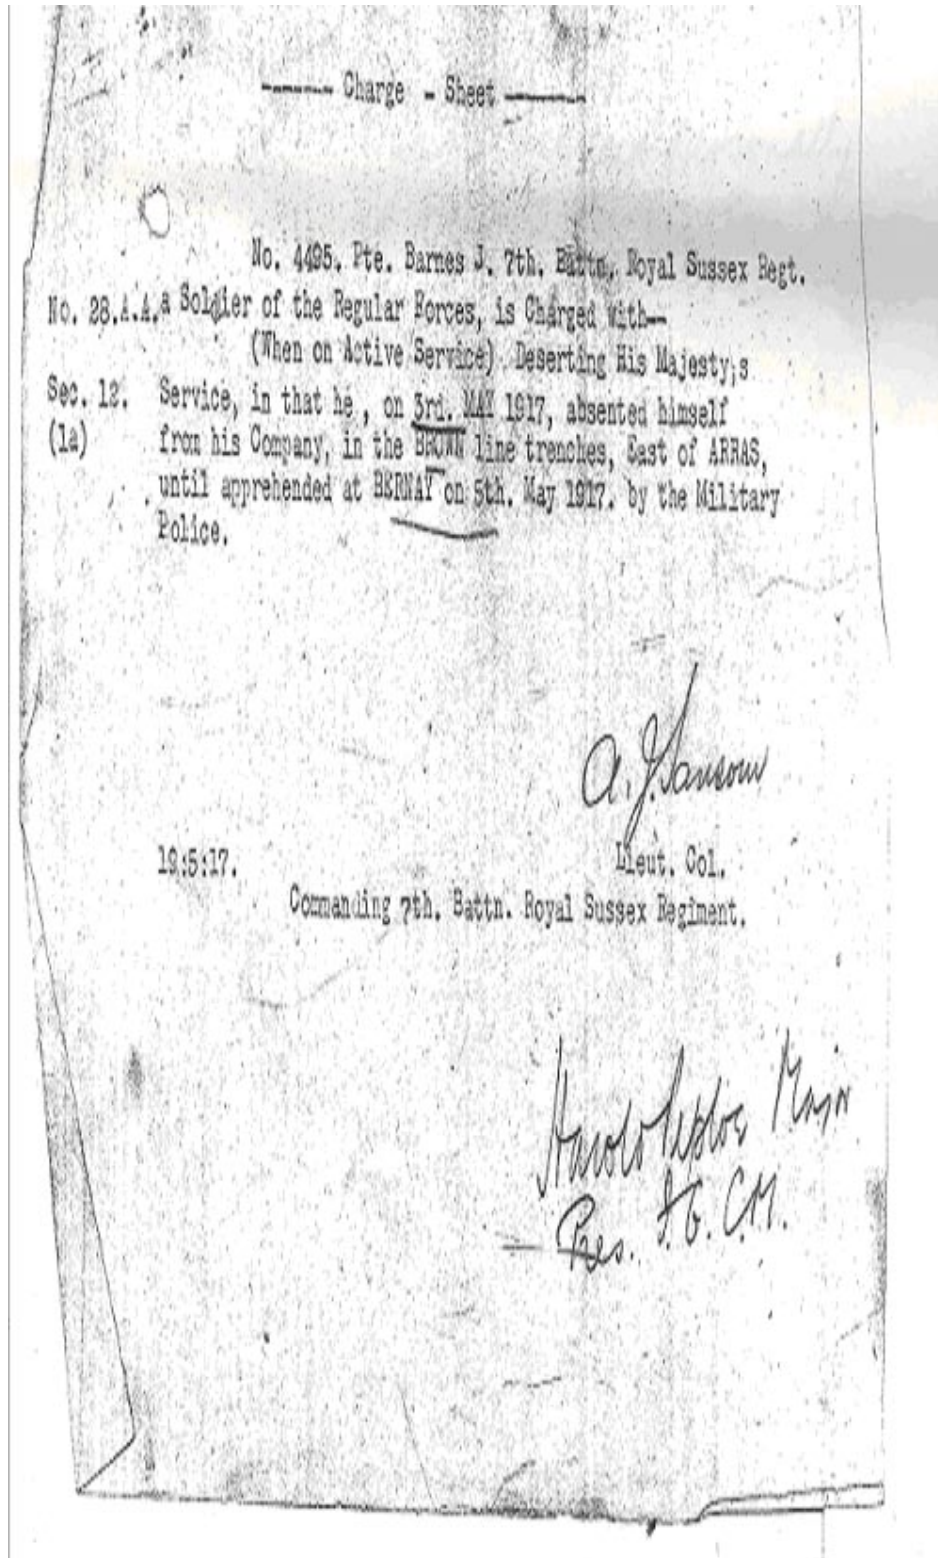 Charge - Sheet
No. 4495. Pte. Barnes J. 7th. Battn. Royal Sussex Regt.
No. 28.A.A. a Soldier of the Regular Forces, is Charged with--
(When on Active Service) Deserting His Majesty;s
Sec. 12. Service, in that he , on 3rd. MAY 1917, absented himself
(1a) from his Company, in the BROWN line trenches, East of ARRAS,
until apprehended at BERNAY on 5th. May 1917. by the Military
Police.
A. J. Sansom
19:5:17. Lieut. Col.
Commanding 7th. Battn. Royal Sussex Regiment.
Harold Major
Pres. F. G. C.M.